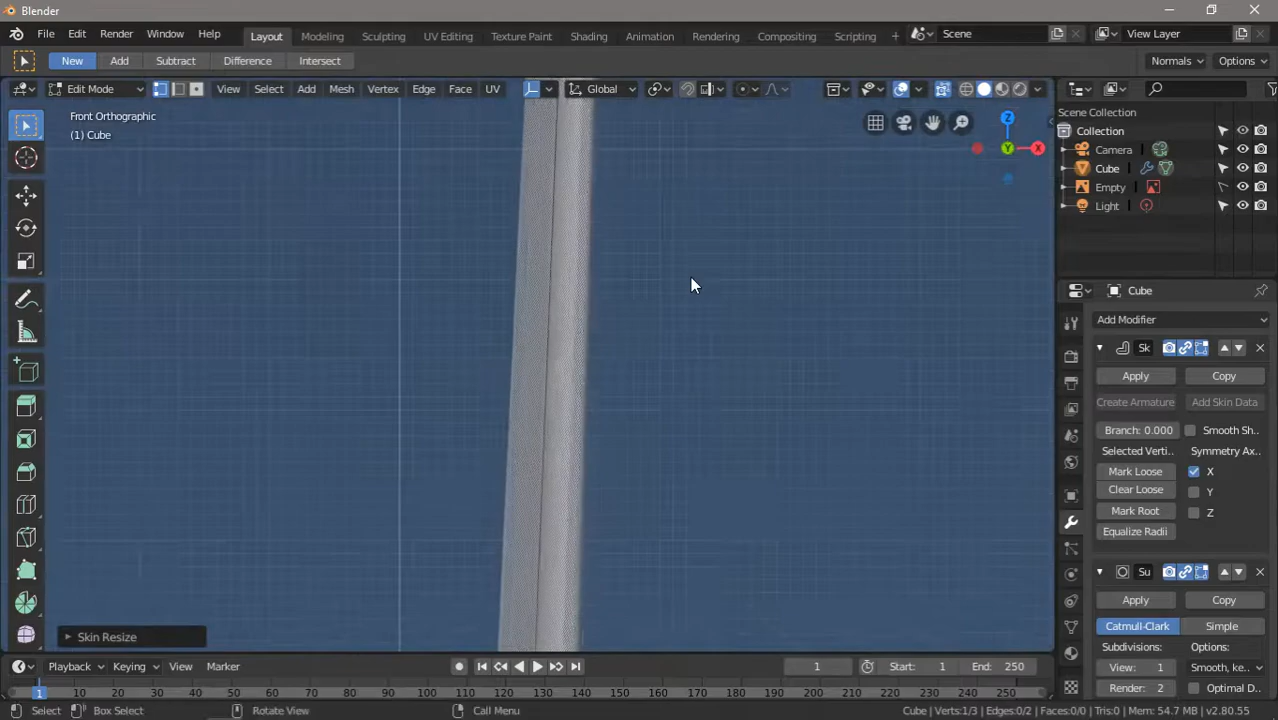 Blender
File Edit Render Window Help Layout Modeling Sculpting UV Editing Texture Paint Shading Animation Rendering Compositing Scripting + Scene View Layer
New Add Subtract Difference Intersect Normals Options
Edit Mode View Select Add Mesh Vertex Edge Face UV Global
Front Orthographic
(1) Cube
Z
Y
X
Scene Collection
Collection
Camera
Cube
Empty
Light
Cube
Add Modifier
Sk
Apply Copy
Create Armature Add Skin Data
Branch: 0.000 Smooth Sh..
Selected Verti.. Symmetry Ax..
Mark Loose X
Clear Loose Y
Mark Root Z
Equalize Radii
Su
Apply Copy
Catmull-Clark Simple
Subdivisions: Options:
View: 1 Smooth, ke..
Render: 2 Optimal D..
Skin Resize
Playback Keying View Marker 1 Start: 1 End: 250
1 10 20 30 40 50 60 70 80 90 100 110 120 130 140 150 160 170 180 190 200 210 220 230 240 250
Select Box Select Rotate View Call Menu Cube | Verts:1/3 | Edges:0/2 | Faces:0/0 | Tris:0 | Mem: 54.7 MB | v2.80.55